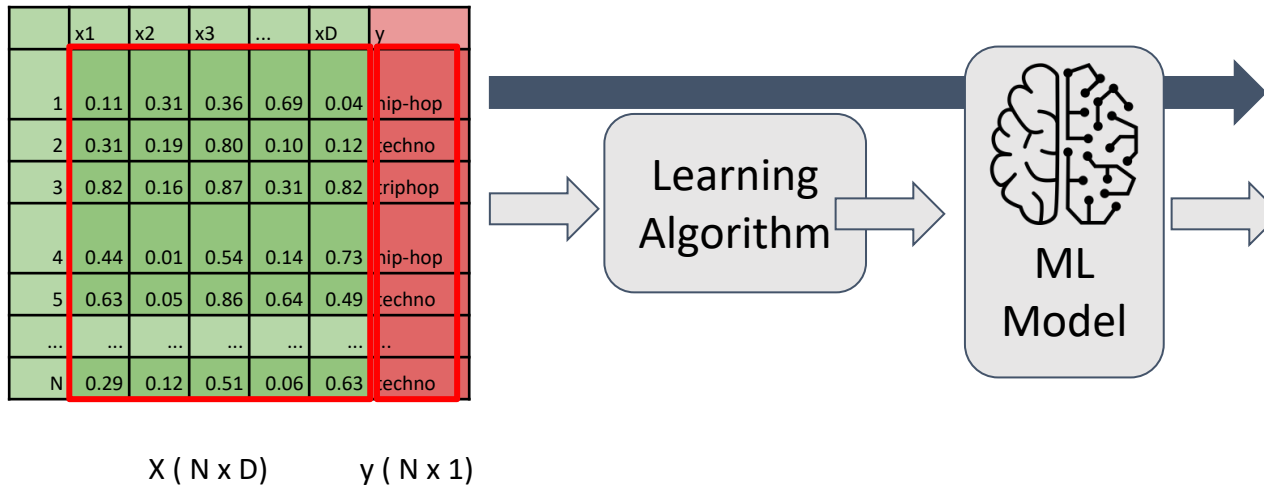 x1 x2 x3 ... xD y
1 0.11 0.31 0.36 0.69 0.04 hip-hop
2 0.31 0.19 0.80 0.10 0.12 techno
3 0.82 0.16 0.87 0.31 0.82 triphop
4 0.44 0.01 0.54 0.14 0.73 hip-hop
5 0.63 0.05 0.86 0.64 0.49 techno
... ... ... ... ... ... ...
N 0.29 0.12 0.51 0.06 0.63 techno
X ( N x D) y ( N x 1)
Learning
Algorithm
ML
Model